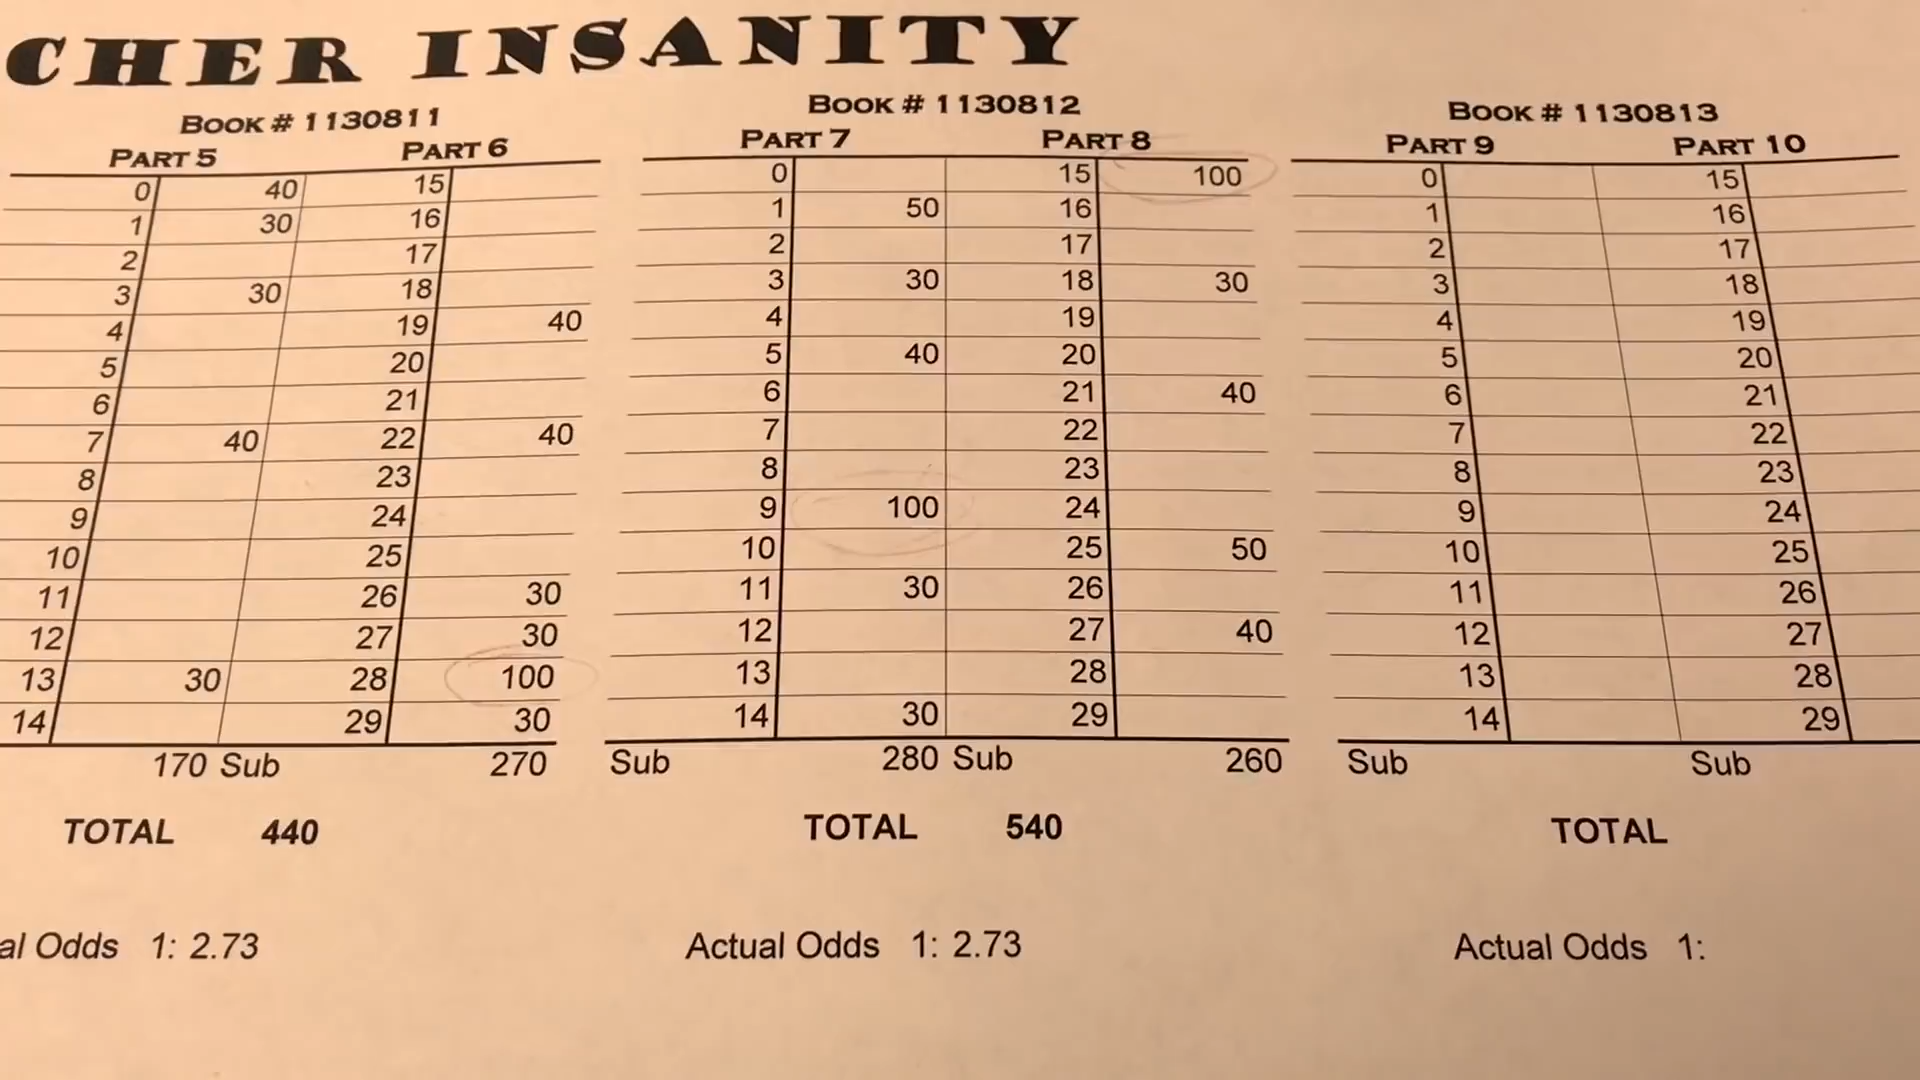 CHER INSANITY
BOOK # 1130811 BOOK # 1130812 BOOK # 1130813
PART 5 PART 6 PART 7 PART 8 PART 9 PART 10
0 40 15 0 15 100 0 15
1 30 16 1 50 16 1 16
2 17 2 17 2 17
3 30 18 3 30 18 30 3 18
4 19 40 4 19 4 19
5 20 5 40 20 5 20
6 21 6 21 40 6 21
7 40 22 40 7 22 7 22
8 23 8 23 8 23
9 24 9 100 24 9 24
10 25 10 25 50 10 25
11 26 30 11 30 26 11 26
12 27 30 12 27 40 12 27
13 30 28 100 13 28 13 28
14 29 30 14 30 29 14 29
170 Sub 270 Sub 280 Sub 260 Sub Sub
TOTAL 440 TOTAL 540 TOTAL
al Odds 1: 2.73 Actual Odds 1: 2.73 Actual Odds 1: